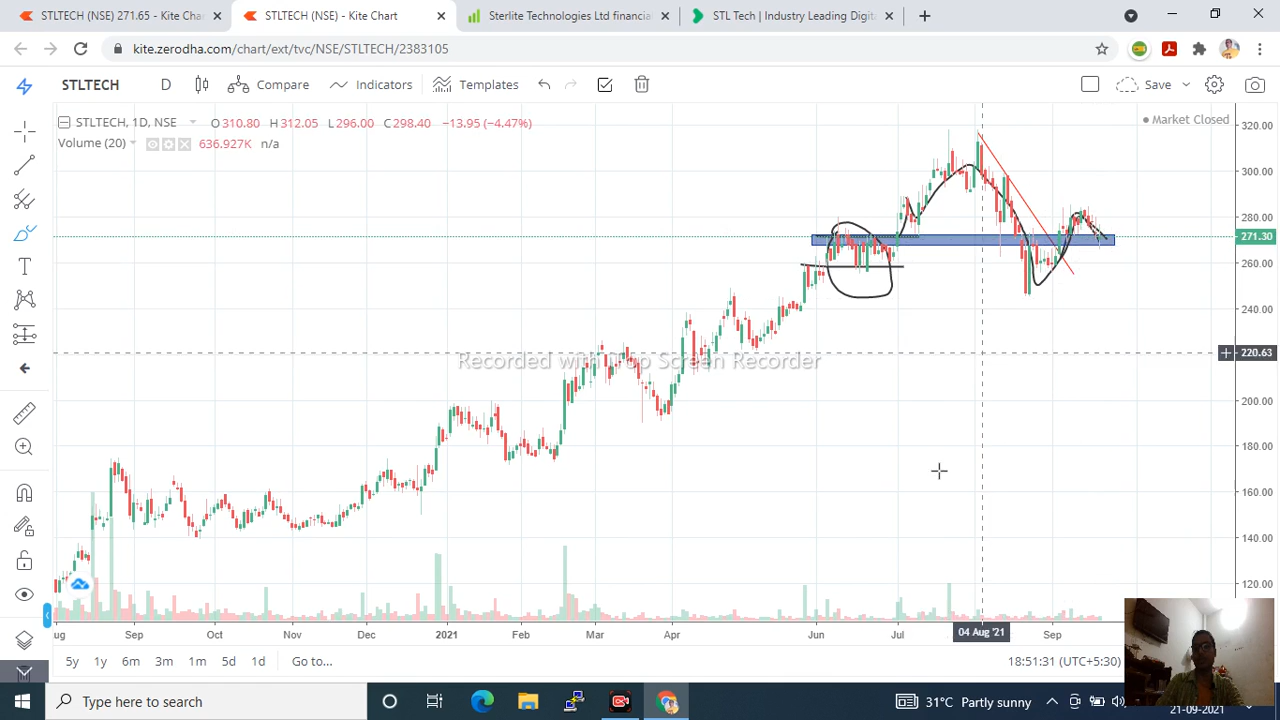 STLTECH (NSE) 271.65 - Kite Char
STLTECH (NSE) - Kite Chart
Sterlite Technologies Ltd financia
STL Tech | Industry Leading Digit
kite.zerodha.com/chart/ext/tvc/NSE/STLTECH/2383105
STLTECH D Compare Indicators Templates Save
STLTECH, 1D, NSE O310.80 H312.05 L296.00 C298.40 −13.95 (−4.47%)
Market Closed
Volume (20) 636.927K n/a
320.00
300.00
280.00
271.30
260.00
240.00
220.63
200.00
180.00
160.00
140.00
120.00
Recorded with iTop Screen Recorder
ug Sep Oct Nov Dec 2021 Feb Mar Apr Jun Jul 04 Aug '21 Sep
5y 1y 6m 3m 1m 5d 1d Go to... 18:51:31 (UTC+5:30)
Type here to search
31°C Partly sunny
21-09-2021